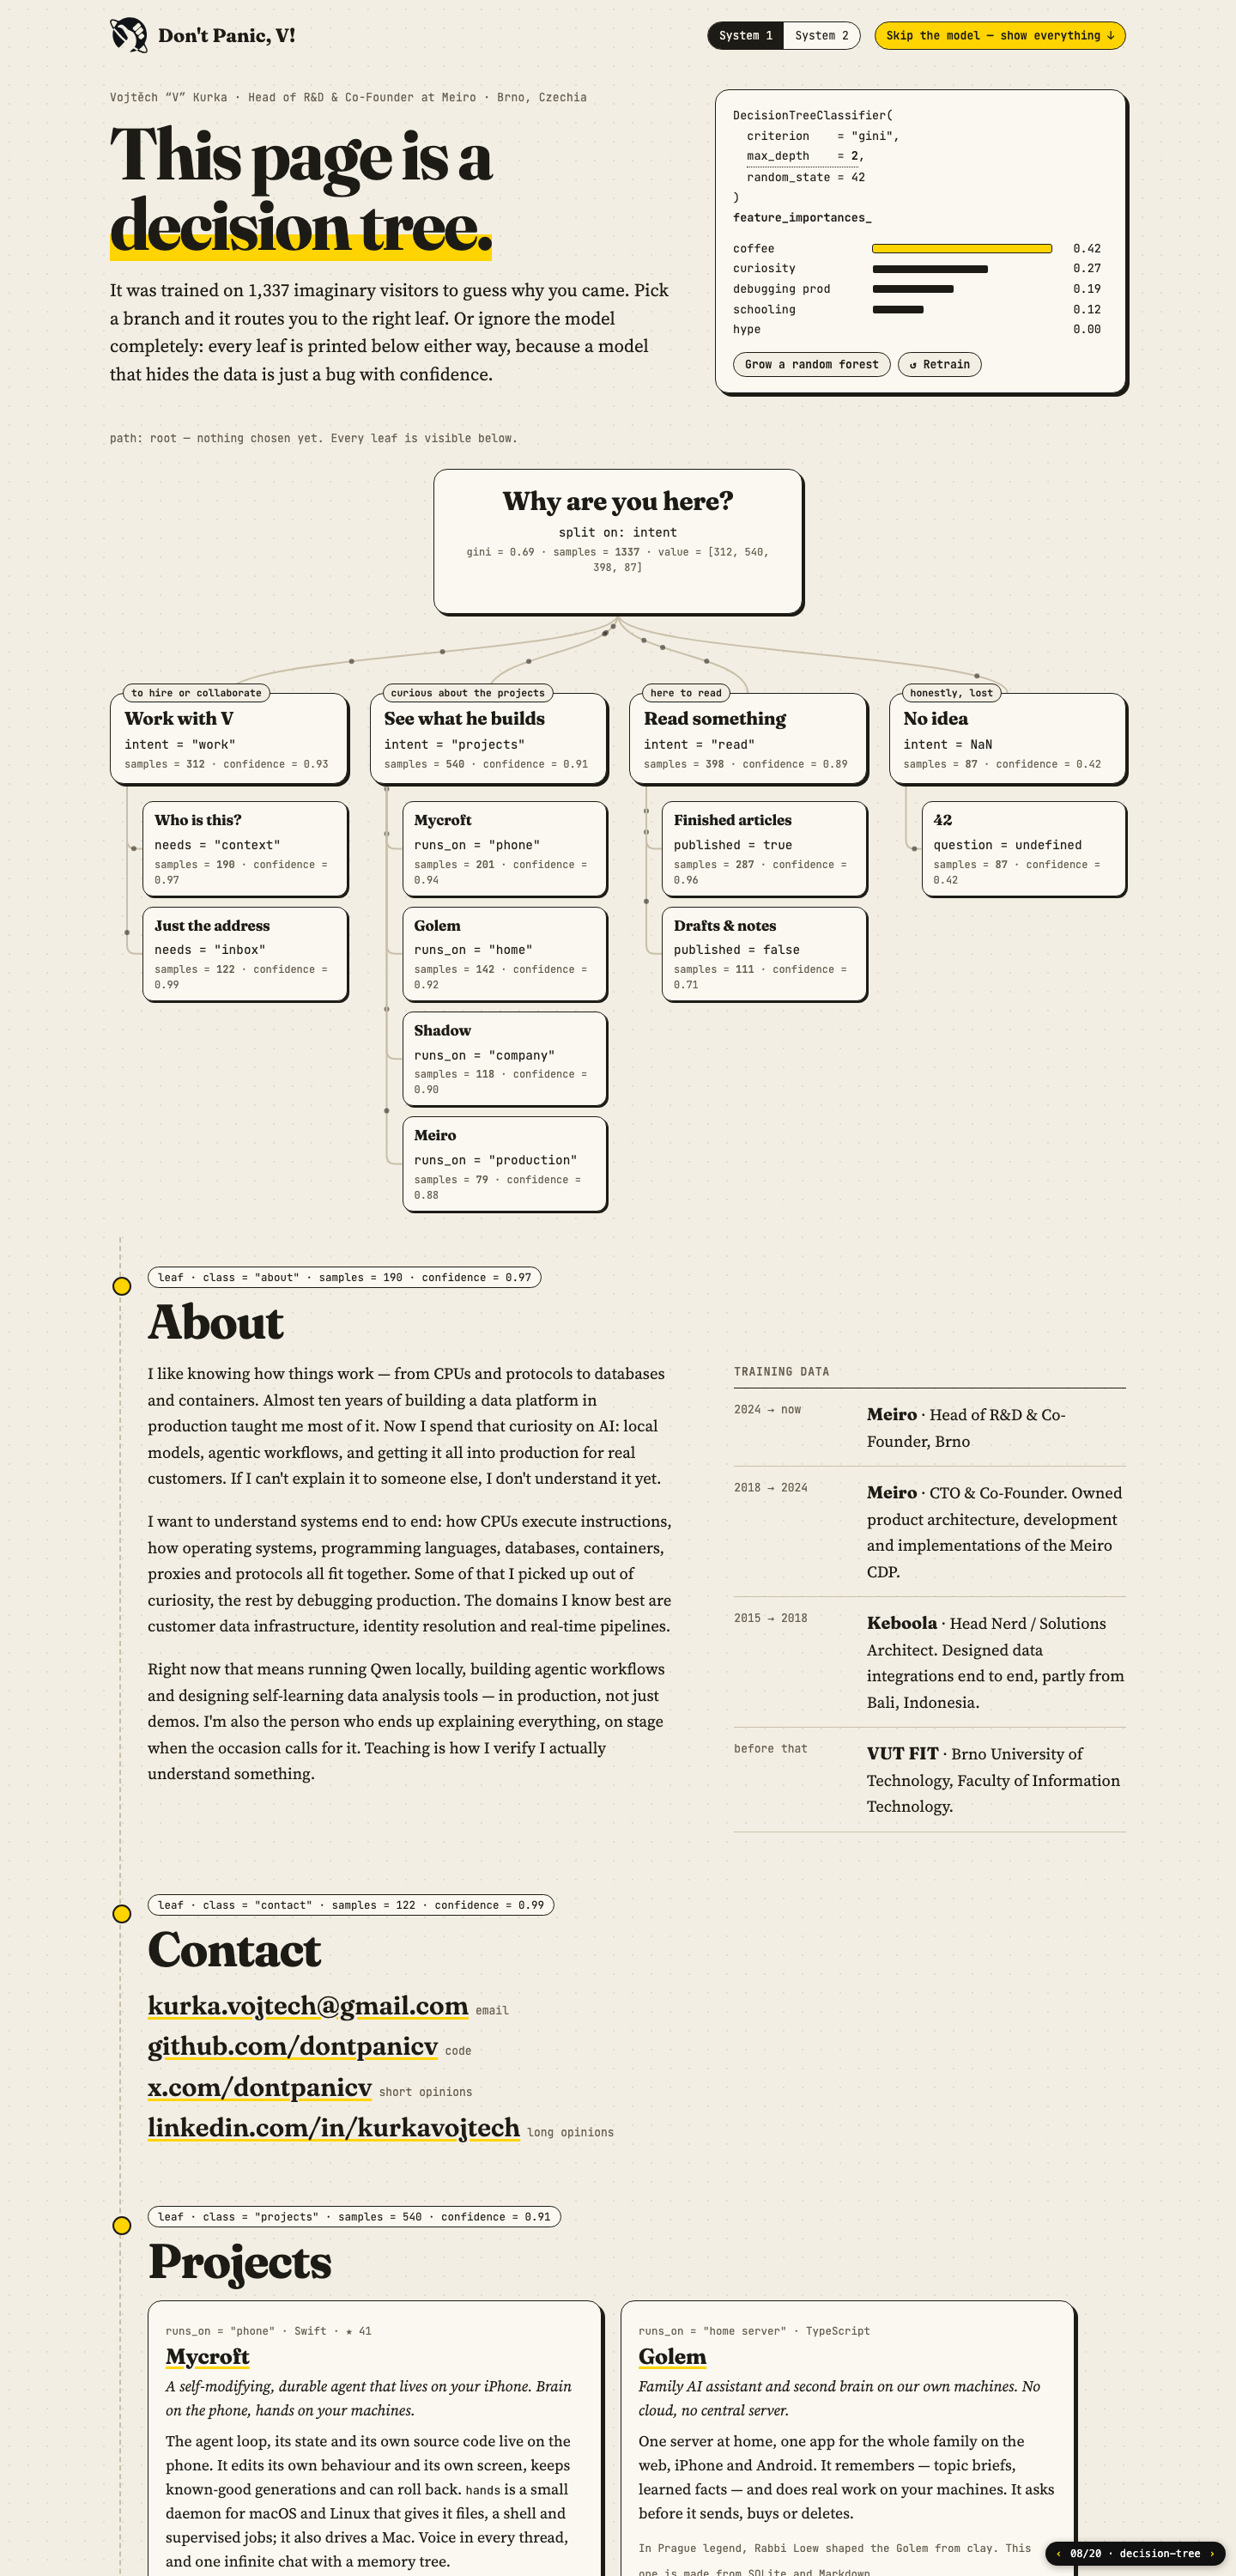 Don't Panic, V!
System 1
System 2
Skip the model — show everything ↓
Vojtěch “V” Kurka · Head of R&D & Co-Founder at Meiro · Brno, Czechia
This page is a
decision tree.
It was trained on 1,337 imaginary visitors to guess why you came. Pick
a branch and it routes you to the right leaf. Or ignore the model
completely: every leaf is printed below either way, because a model
that hides the data is just a bug with confidence.
DecisionTreeClassifier(
criterion = "gini",
max_depth = 2,
random_state = 42
)
feature_importances_
coffee 0.42
curiosity 0.27
debugging prod 0.19
schooling 0.12
hype 0.00
Grow a random forest
↺ Retrain
path: root — nothing chosen yet. Every leaf is visible below.
Why are you here?
split on: intent
gini = 0.69 · samples = 1337 · value = [312, 540,
398, 87]
to hire or collaborate
Work with V
intent = "work"
samples = 312 · confidence = 0.93
Who is this?
needs = "context"
samples = 190 · confidence =
0.97
Just the address
needs = "inbox"
samples = 122 · confidence =
0.99
curious about the projects
See what he builds
intent = "projects"
samples = 540 · confidence = 0.91
Mycroft
runs_on = "phone"
samples = 201 · confidence =
0.94
Golem
runs_on = "home"
samples = 142 · confidence =
0.92
Shadow
runs_on = "company"
samples = 118 · confidence =
0.90
Meiro
runs_on = "production"
samples = 79 · confidence =
0.88
here to read
Read something
intent = "read"
samples = 398 · confidence = 0.89
Finished articles
published = true
samples = 287 · confidence =
0.96
Drafts & notes
published = false
samples = 111 · confidence =
0.71
honestly, lost
No idea
intent = NaN
samples = 87 · confidence = 0.42
42
question = undefined
samples = 87 · confidence =
0.42
leaf · class = "about" · samples = 190 · confidence = 0.97
About
I like knowing how things work — from CPUs and protocols to databases
and containers. Almost ten years of building a data platform in
production taught me most of it. Now I spend that curiosity on AI: local
models, agentic workflows, and getting it all into production for real
customers. If I can't explain it to someone else, I don't understand it yet.
I want to understand systems end to end: how CPUs execute instructions,
how operating systems, programming languages, databases, containers,
proxies and protocols all fit together. Some of that I picked up out of
curiosity, the rest by debugging production. The domains I know best are
customer data infrastructure, identity resolution and real-time pipelines.
Right now that means running Qwen locally, building agentic workflows
and designing self-learning data analysis tools — in production, not just
demos. I'm also the person who ends up explaining everything, on stage
when the occasion calls for it. Teaching is how I verify I actually
understand something.
TRAINING DATA
2024 → now
Meiro · Head of R&D & Co-
Founder, Brno
2018 → 2024
Meiro · CTO & Co-Founder. Owned
product architecture, development
and implementations of the Meiro
CDP.
2015 → 2018
Keboola · Head Nerd / Solutions
Architect. Designed data
integrations end to end, partly from
Bali, Indonesia.
before that
VUT FIT · Brno University of
Technology, Faculty of Information
Technology.
leaf · class = "contact" · samples = 122 · confidence = 0.99
Contact
kurka.vojtech@gmail.com email
github.com/dontpanicv code
x.com/dontpanicv short opinions
linkedin.com/in/kurkavojtech long opinions
leaf · class = "projects" · samples = 540 · confidence = 0.91
Projects
runs_on = "phone" · Swift · ★ 41
Mycroft
A self-modifying, durable agent that lives on your iPhone. Brain
on the phone, hands on your machines.
The agent loop, its state and its own source code live on the
phone. It edits its own behaviour and its own screen, keeps
known-good generations and can roll back. hands is a small
daemon for macOS and Linux that gives it files, a shell and
supervised jobs; it also drives a Mac. Voice in every thread,
and one infinite chat with a memory tree.
runs_on = "home server" · TypeScript
Golem
Family AI assistant and second brain on our own machines. No
cloud, no central server.
One server at home, one app for the whole family on the
web, iPhone and Android. It remembers — topic briefs,
learned facts — and does real work on your machines. It asks
before it sends, buys or deletes.
In Prague legend, Rabbi Loew shaped the Golem from clay. This
one is made from SQLite and Markdown
‹ 08/20 · decision-tree ›